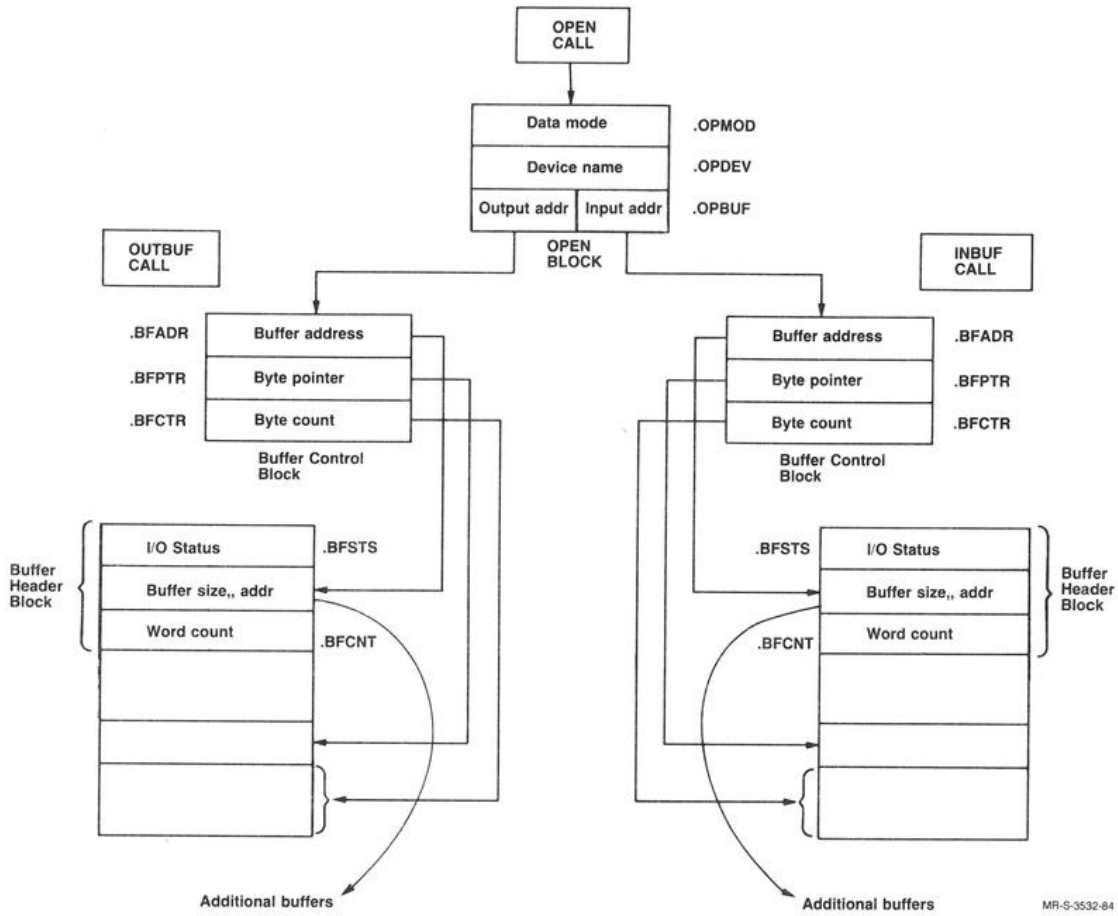 OPEN
CALL
Data mode
.OPMOD
Device name
.OPDEV
Output addr
Input addr
.OPBUF
OPEN
BLOCK
OUTBUF
CALL
INBUF
CALL
.BFADR
Buffer address
.BFPTR
Byte pointer
.BFCTR
Byte count
Buffer Control
Block
Buffer address
.BFADR
Byte pointer
.BFPTR
Byte count
.BFCTR
Buffer Control
Block
Buffer
Header
Block
I/O Status
.BFSTS
Buffer size,, addr
Word count
.BFCNT
.BFSTS
I/O Status
Buffer size,, addr
.BFCNT
Word count
Buffer
Header
Block
Additional buffers
Additional buffers
MR-S-3532-84